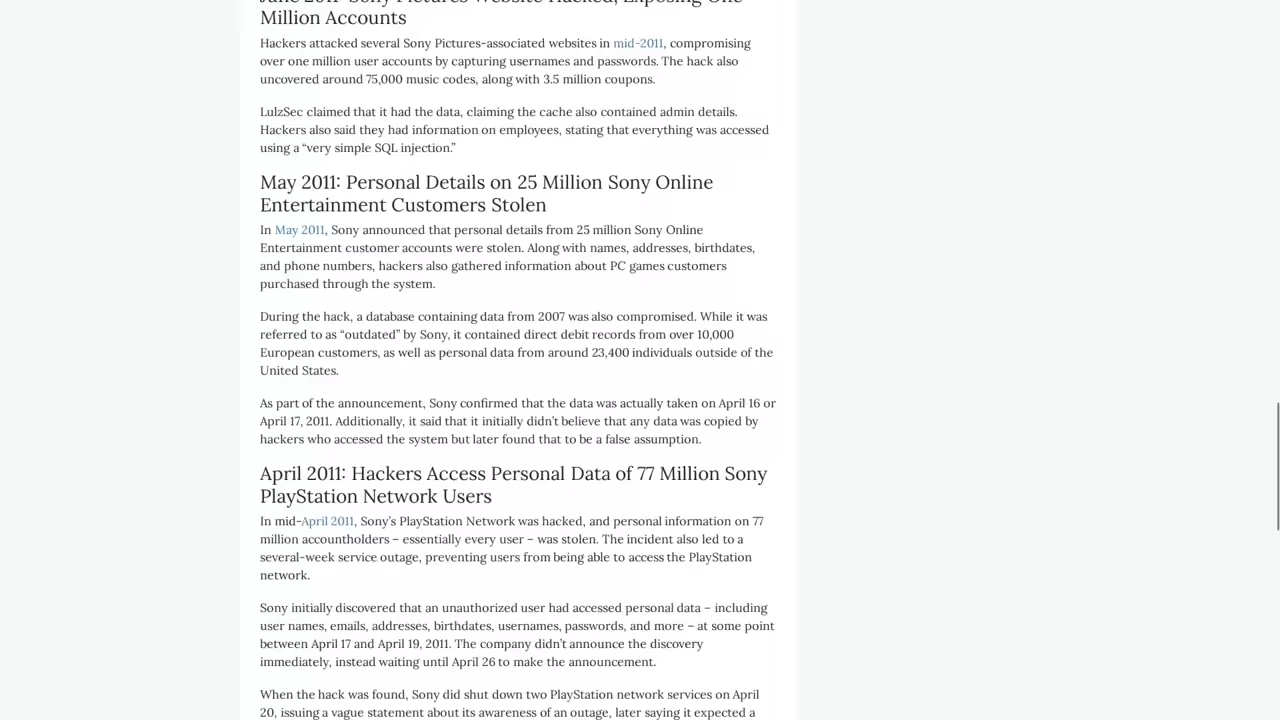 June 2011: Sony Pictures Website Hacked, Exposing One
Million Accounts
Hackers attacked several Sony Pictures-associated websites in mid-2011, compromising
over one million user accounts by capturing usernames and passwords. The hack also
uncovered around 75,000 music codes, along with 3.5 million coupons.
LulzSec claimed that it had the data, claiming the cache also contained admin details.
Hackers also said they had information on employees, stating that everything was accessed
using a “very simple SQL injection.”
May 2011: Personal Details on 25 Million Sony Online
Entertainment Customers Stolen
In May 2011, Sony announced that personal details from 25 million Sony Online
Entertainment customer accounts were stolen. Along with names, addresses, birthdates,
and phone numbers, hackers also gathered information about PC games customers
purchased through the system.
During the hack, a database containing data from 2007 was also compromised. While it was
referred to as “outdated” by Sony, it contained direct debit records from over 10,000
European customers, as well as personal data from around 23,400 individuals outside of the
United States.
As part of the announcement, Sony confirmed that the data was actually taken on April 16 or
April 17, 2011. Additionally, it said that it initially didn’t believe that any data was copied by
hackers who accessed the system but later found that to be a false assumption.
April 2011: Hackers Access Personal Data of 77 Million Sony
PlayStation Network Users
In mid-April 2011, Sony’s PlayStation Network was hacked, and personal information on 77
million accountholders – essentially every user – was stolen. The incident also led to a
several-week service outage, preventing users from being able to access the PlayStation
network.
Sony initially discovered that an unauthorized user had accessed personal data – including
user names, emails, addresses, birthdates, usernames, passwords, and more – at some point
between April 17 and April 19, 2011. The company didn’t announce the discovery
immediately, instead waiting until April 26 to make the announcement.
When the hack was found, Sony did shut down two PlayStation network services on April
20, issuing a vague statement about its awareness of an outage, later saying it expected a